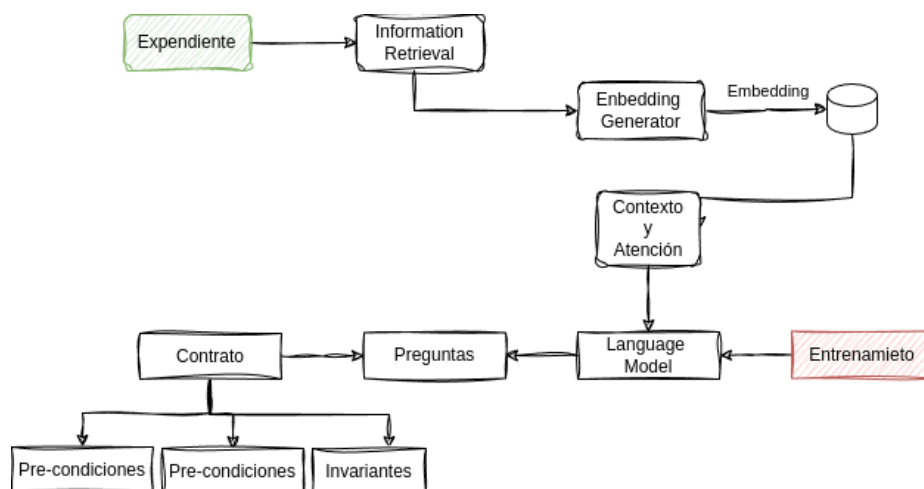 Expendiente
Information
Retrieval
Enbedding
Generator
Embedding
Contexto
y
Atención
Contrato
Preguntas
Language
Model
Entrenamieto
Pre-condiciones
Pre-condiciones
Invariantes